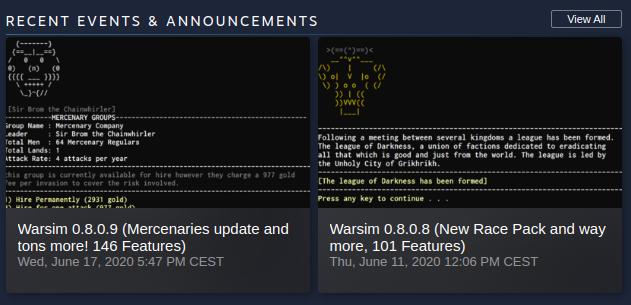 RECENT EVENTS & ANNOUNCEMENTS
View All
[Sir Brom the Chainwhirler]
MERCENARY GROUPS
Group Name : Mercenary Company
Leader : Sir Brom the Chainwhirler
Total Men : 64 Mercenary Regulars
Total Lands: 1
Attack Rate: 4 attacks per year
this group is currently available for hire however they charge a 977 gold
fee per invasion to cover the risk involved.
1) Hire Permanently (2931 gold)
Hire for one attack (977 gold)
Warsim 0.8.0.9 (Mercenaries update and
tons more! 146 Features)
Wed, June 17, 2020 5:47 PM CEST
Following a meeting between several kingdoms a league has been formed.
The league of Darkness, a union of factions dedicated to eradicating
all that which is good and just from the world. The league is led by
the Unholy City of Grikhrikh.
[The league of Darkness has been formed]
Press any key to continue . . .
Warsim 0.8.0.8 (New Race Pack and way
more, 101 Features)
Thu, June 11, 2020 12:06 PM CEST